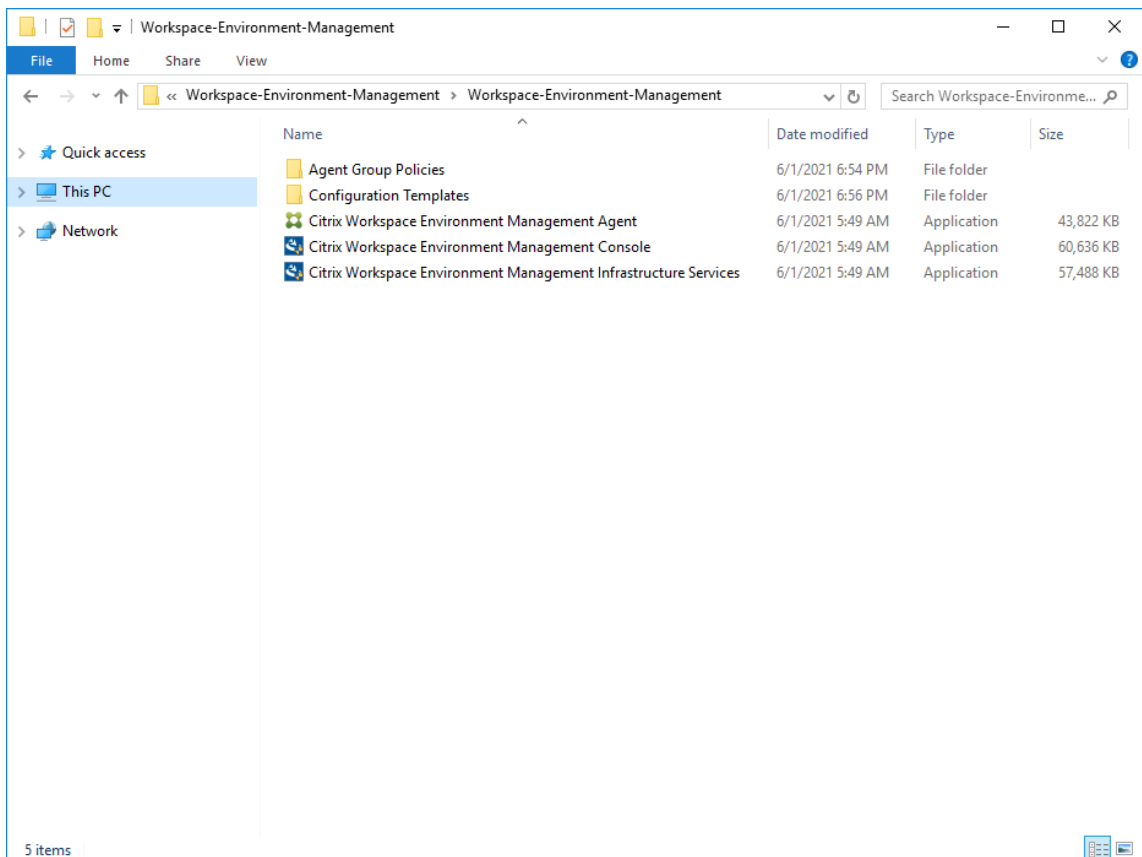 Workspace-Environment-Management
File Home Share View
« Workspace-Environment-Management > Workspace-Environment-Management Search Workspace-Environme...
Name Date modified Type Size
Quick access
This PC
Network
Agent Group Policies 6/1/2021 6:54 PM File folder
Configuration Templates 6/1/2021 6:56 PM File folder
Citrix Workspace Environment Management Agent 6/1/2021 5:49 AM Application 43,822 KB
Citrix Workspace Environment Management Console 6/1/2021 5:49 AM Application 60,636 KB
Citrix Workspace Environment Management Infrastructure Services 6/1/2021 5:49 AM Application 57,488 KB
5 items